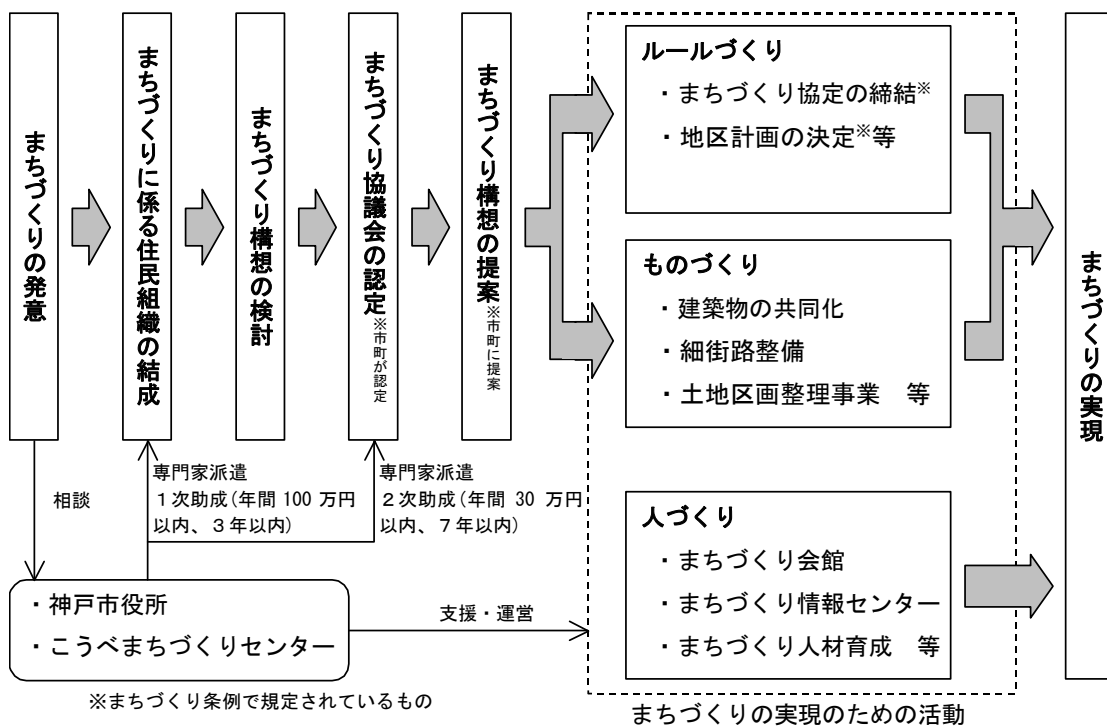 まちづくりの発意
まちづくりに係る住民組織の結成
まちづくり構想の検討
まちづくり協議会の認定※市町が認定
まちづくり構想の提案※市町に提案
ルールづくり
・まちづくり協定の締結※
・地区計画の決定※等
ものづくり
・建築物の共同化
・細街路整備
・土地区画整理事業 等
人づくり
・まちづくり会館
・まちづくり情報センター
・まちづくり人材育成 等
まちづくりの実現
相談
専門家派遣
1次助成(年間 100 万円
以内、3年以内)
専門家派遣
2次助成(年間 30 万円
以内、7年以内)
・神戸市役所
・こうべまちづくりセンター
支援・運営
※まちづくり条例で規定されているもの
まちづくりの実現のための活動